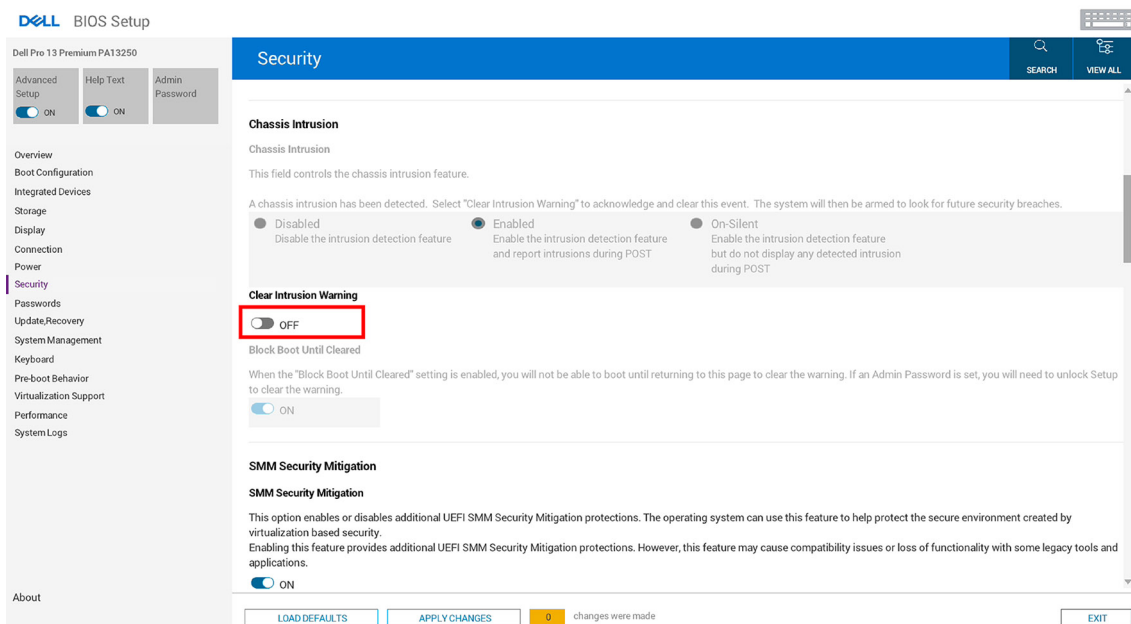 DELL BIOS Setup
Dell Pro 13 Premium PA13250
Advanced
Setup
ON
Help Text
ON
Admin
Password
Overview
Boot Configuration
Integrated Devices
Storage
Display
Connection
Power
Security
Passwords
Update,Recovery
System Management
Keyboard
Pre-boot Behavior
Virtualization Support
Performance
System Logs
About
Security
SEARCH
VIEW ALL
Chassis Intrusion
Chassis Intrusion
This field controls the chassis intrusion feature.
A chassis intrusion has been detected. Select "Clear Intrusion Warning" to acknowledge and clear this event. The system will then be armed to look for future security breaches.
Disabled
Disable the intrusion detection feature
Enabled
Enable the intrusion detection feature
and report intrusions during POST
On-Silent
Enable the intrusion detection feature
but do not display any detected intrusion
during POST
Clear Intrusion Warning
OFF
Block Boot Until Cleared
When the "Block Boot Until Cleared" setting is enabled, you will not be able to boot until returning to this page to clear the warning. If an Admin Password is set, you will need to unlock Setup
to clear the warning.
ON
SMM Security Mitigation
SMM Security Mitigation
This option enables or disables additional UEFI SMM Security Mitigation protections. The operating system can use this feature to help protect the secure environment created by
virtualization based security.
Enabling this feature provides additional UEFI SMM Security Mitigation protections. However, this feature may cause compatibility issues or loss of functionality with some legacy tools and
applications.
ON
LOAD DEFAULTS
APPLY CHANGES
0 changes were made
EXIT